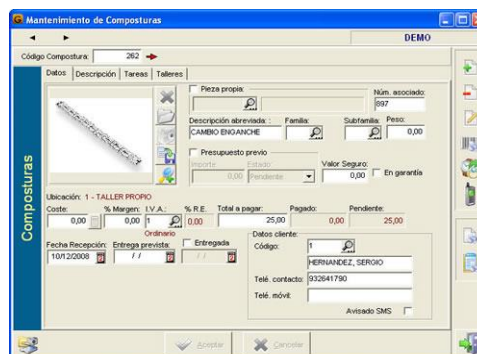 Mantenimiento de Composturas
DEMO
Código Compostura: 262
Datos Descripción Tareas Talleres
Pieza propia:
Núm. asociado:
897
Descripción abreviada: : Familia: Subfamilia: Peso:
CAMBIO ENGANCHE 0,00
Presupuesto previo
Importe Estado Valor Seguro:
0,00 Pendiente 0,00 En garantía
Composturas
Ubicación: 1 - TALLER PROPIO
Coste: % Margen: I.V.A.: % R.E. Total a pagar: Pagado: Pendiente:
0,00 0,00 1 0,00 25,00 0,00 25,00
Ordinario
Fecha Recepción: Entrega prevista: Entregada
10/12/2008 / / / /
Datos cliente:
Código: 1
HERNANDEZ, SERGIO
Telé. contacto: 932641790
Telé. móvil:
Avisado SMS
Aceptar Cancelar